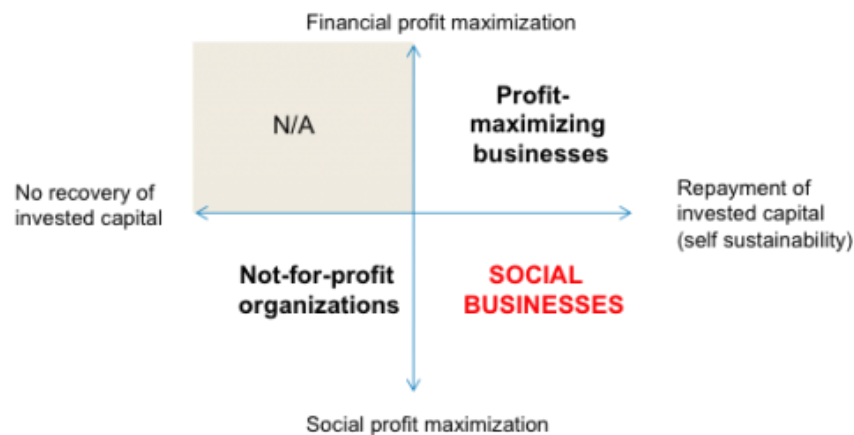 Financial profit maximization
N/A
Profit-
maximizing
businesses
No recovery of
invested capital
Repayment of
invested capital
(self sustainability)
Not-for-profit
organizations
SOCIAL
BUSINESSES
Social profit maximization